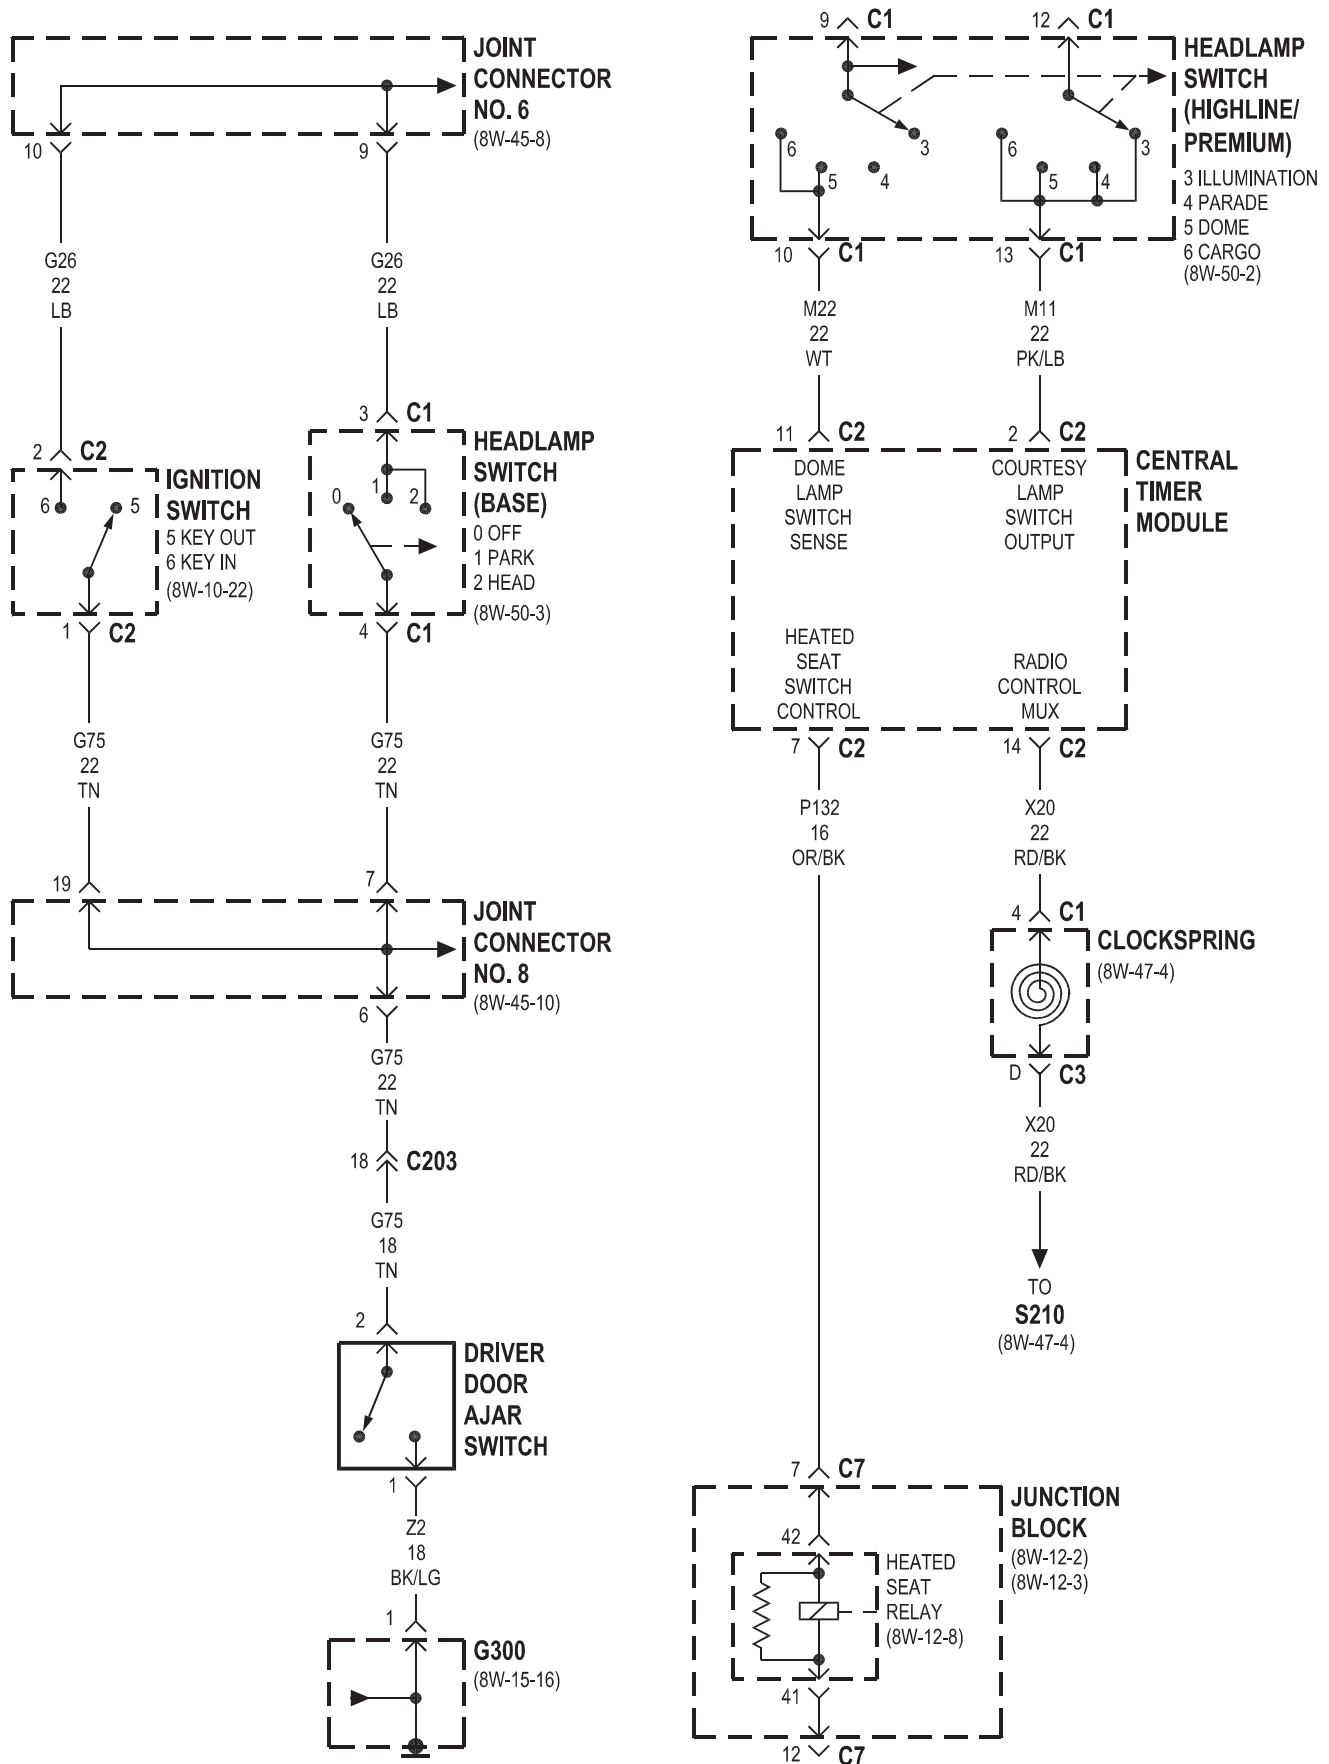 JOINT
CONNECTOR
NO. 6
(8W-45-8)
10
9
G26
22
LB
G26
22
LB
2 C2
3 C1
IGNITION
SWITCH
5 KEY OUT
6 KEY IN
(8W-10-22)
6
5
HEADLAMP
SWITCH
(BASE)
0 OFF
1 PARK
2 HEAD
(8W-50-3)
0
1
2
1 C2
4 C1
G75
22
TN
G75
22
TN
19
7
JOINT
CONNECTOR
NO. 8
(8W-45-10)
6
G75
22
TN
18 C203
G75
18
TN
2
DRIVER
DOOR
AJAR
SWITCH
1
Z2
18
BK/LG
1
G300
(8W-15-16)
9 C1
12 C1
HEADLAMP
SWITCH
(HIGHLINE/
PREMIUM)
3 ILLUMINATION
4 PARADE
5 DOME
6 CARGO
(8W-50-2)
6
5
4
3
6
5
4
3
10 C1
13 C1
M22
22
WT
M11
22
PK/LB
11 C2
2 C2
DOME
LAMP
SWITCH
SENSE
COURTESY
LAMP
SWITCH
OUTPUT
CENTRAL
TIMER
MODULE
HEATED
SEAT
SWITCH
CONTROL
RADIO
CONTROL
MUX
7 C2
14 C2
P132
16
OR/BK
X20
22
RD/BK
4 C1
CLOCKSPRING
(8W-47-4)
D C3
X20
22
RD/BK
TO
S210
(8W-47-4)
7 C7
JUNCTION
BLOCK
(8W-12-2)
(8W-12-3)
42
HEATED
SEAT
RELAY
(8W-12-8)
41
12 C7